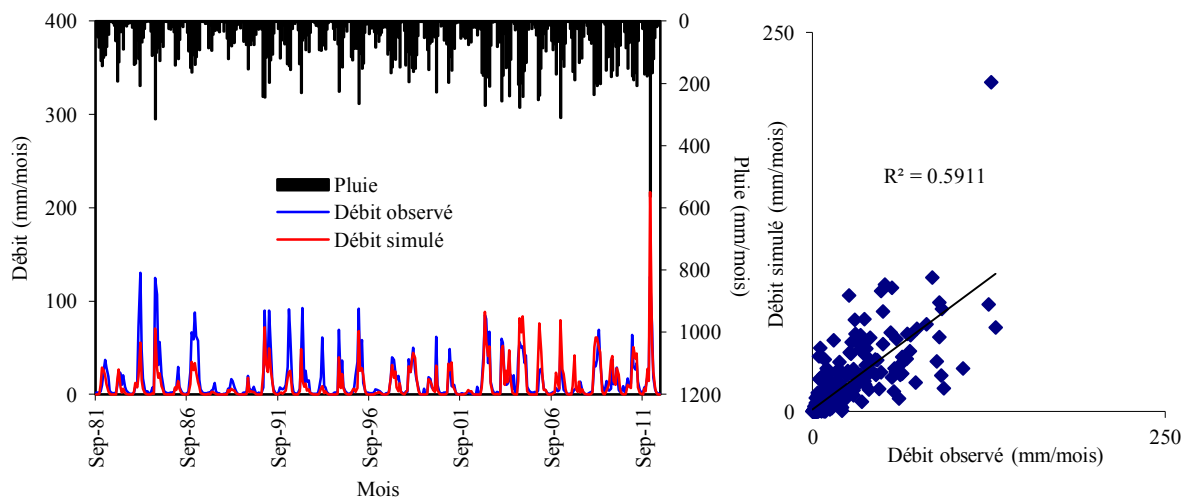 400
300
200
100
0
Débit (mm/mois)
0
200
400
600
800
1000
1200
Pluie (mm/mois)
Pluie
Débit observé
Débit simulé
Sep-81
Sep-86
Sep-91
Sep-96
Sep-01
Sep-06
Sep-11
Mois
250
0
Débit simulé (mm/mois)
R² = 0.5911
0
250
Débit observé (mm/mois)